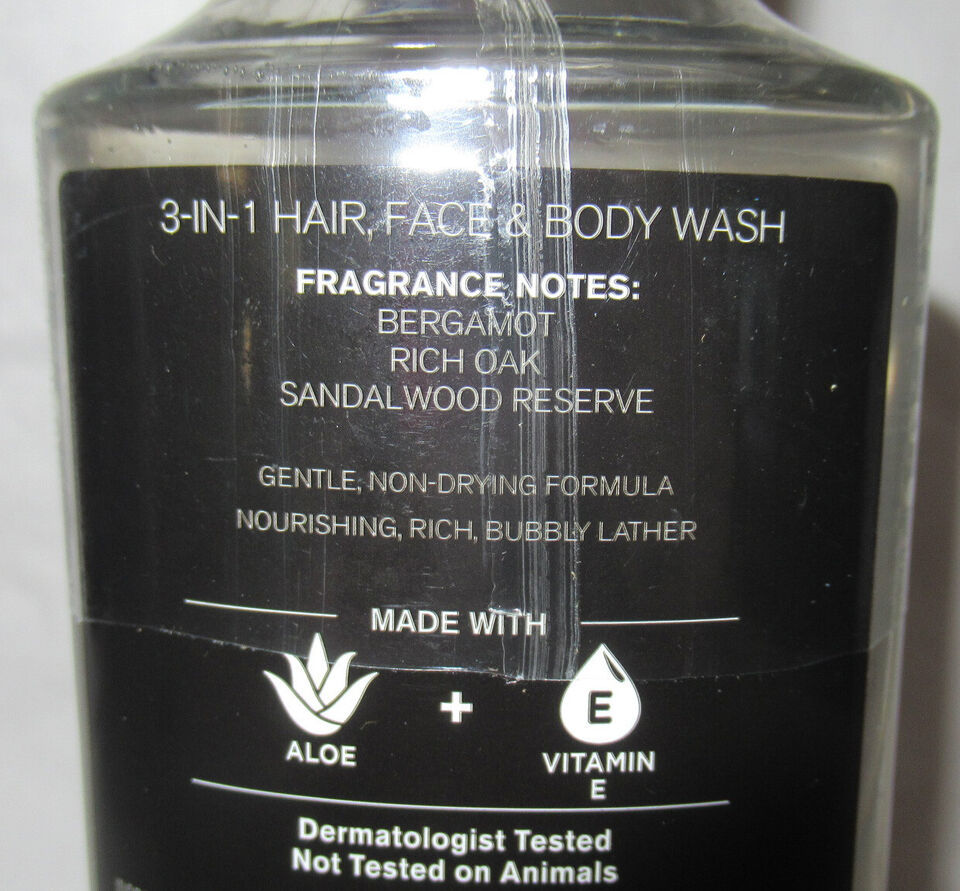 3-IN-1 HAIR, FACE & BODY WASH
FRAGRANCE NOTES:
BERGAMOT
RICH OAK
SANDALWOOD RESERVE
GENTLE, NON-DRYING FORMULA
NOURISHING, RICH, BUBBLY LATHER
MADE WITH
+
E
ALOE
VITAMIN
E
Dermatologist Tested
Not Tested on Animals